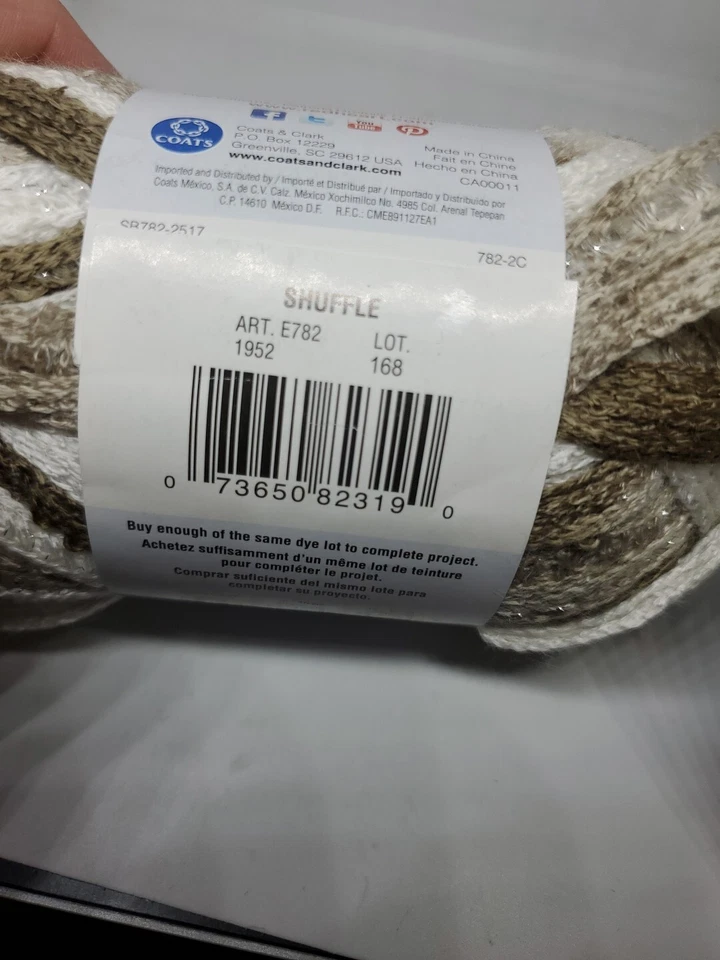 COATS
You
Tube
Coats & Clark
P.O. Box 12229
Greenville, SC 29612 USA
www.coatsandclark.com
Made in China
Fait en Chine
Hecho en China
CA00011
Imported and Distributed by / Importé et Distribué par / Importado y Distribuido por
Coats México, S.A. de C.V. Calz. México Xochimilco No. 4985 Col. Arenal Tepepan
C.P. 14610 México D.F. R.F.C.: CME891127EA1
SR782-2517
782-2C
SHUFFLE
ART. E782
1952
LOT.
168
0 73650 82319 0
Buy enough of the same dye lot to complete project.
Achetez suffisamment d'un même lot de teinture
pour compléter le projet.
Comprar suficiente del mismo lote para
completar su proyecto.